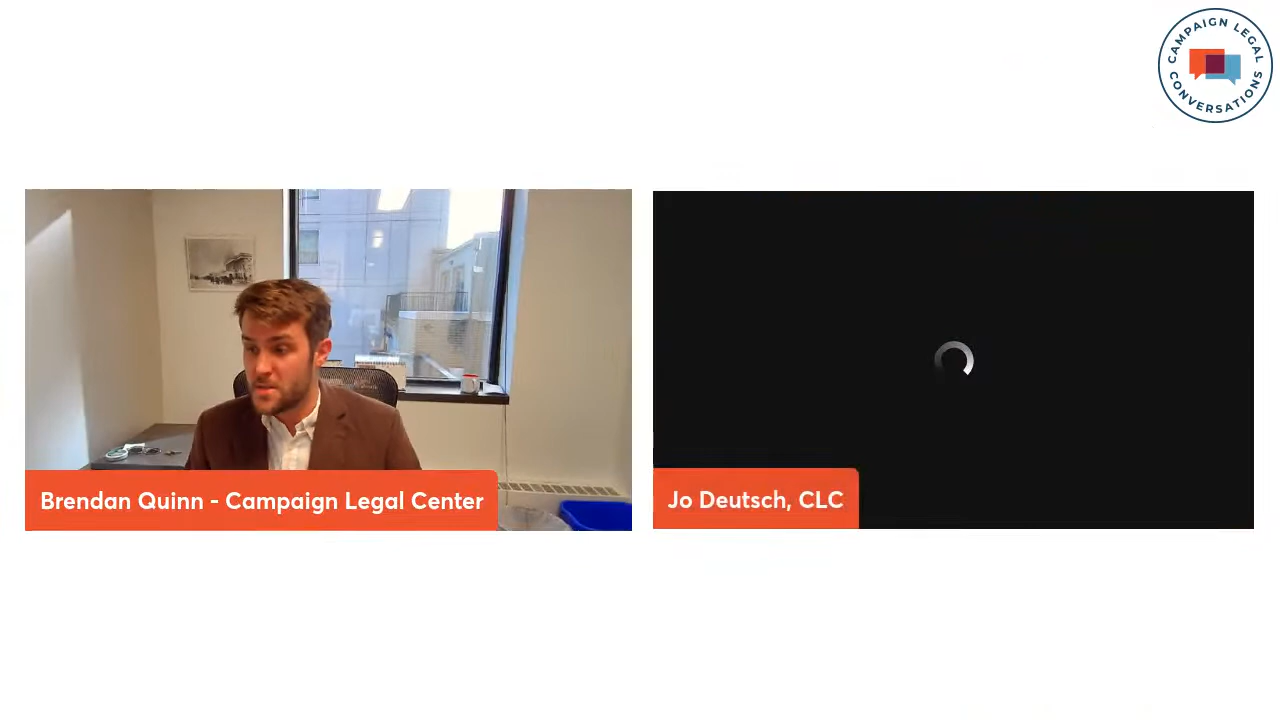 CAMPAIGN LEGAL
CONVERSATIONS
Brendan Quinn - Campaign Legal Center
Jo Deutsch, CLC